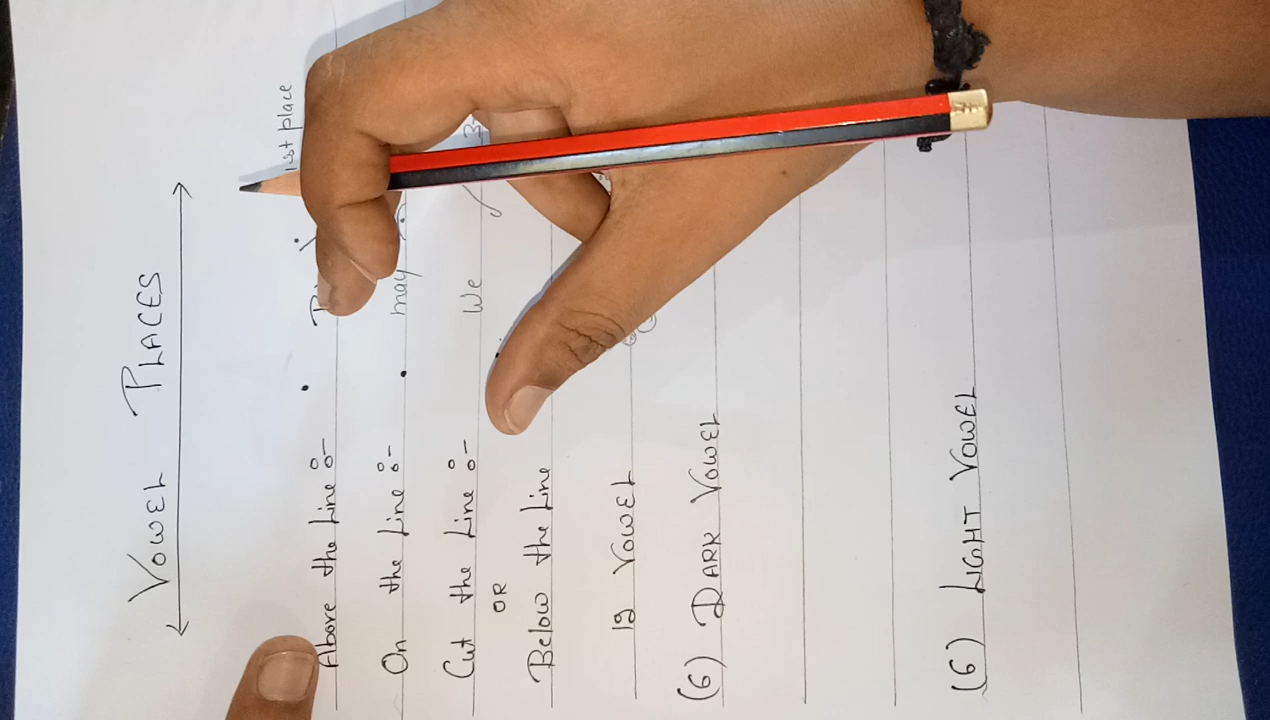 VOWEL PLACES
1st place
Above the Line :-
On the Line :- may
Cut the Line :- We
OR
Below the Line
12 VOWEL
(6) DARK VOWEL
(6) LIGHT VOWEL